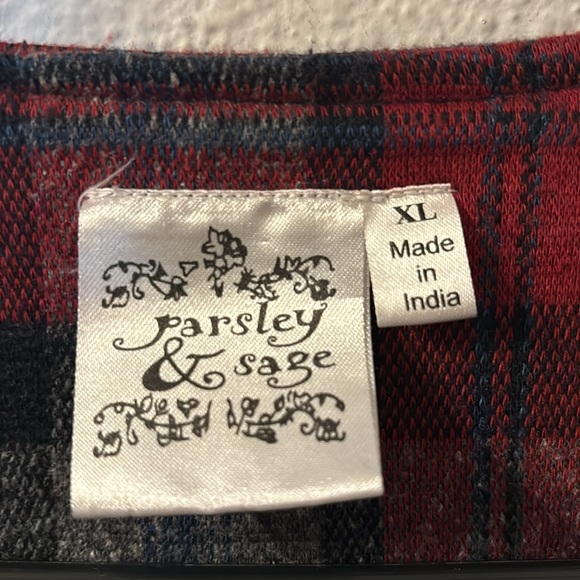 parsley
& sage
XL
Made
in
India